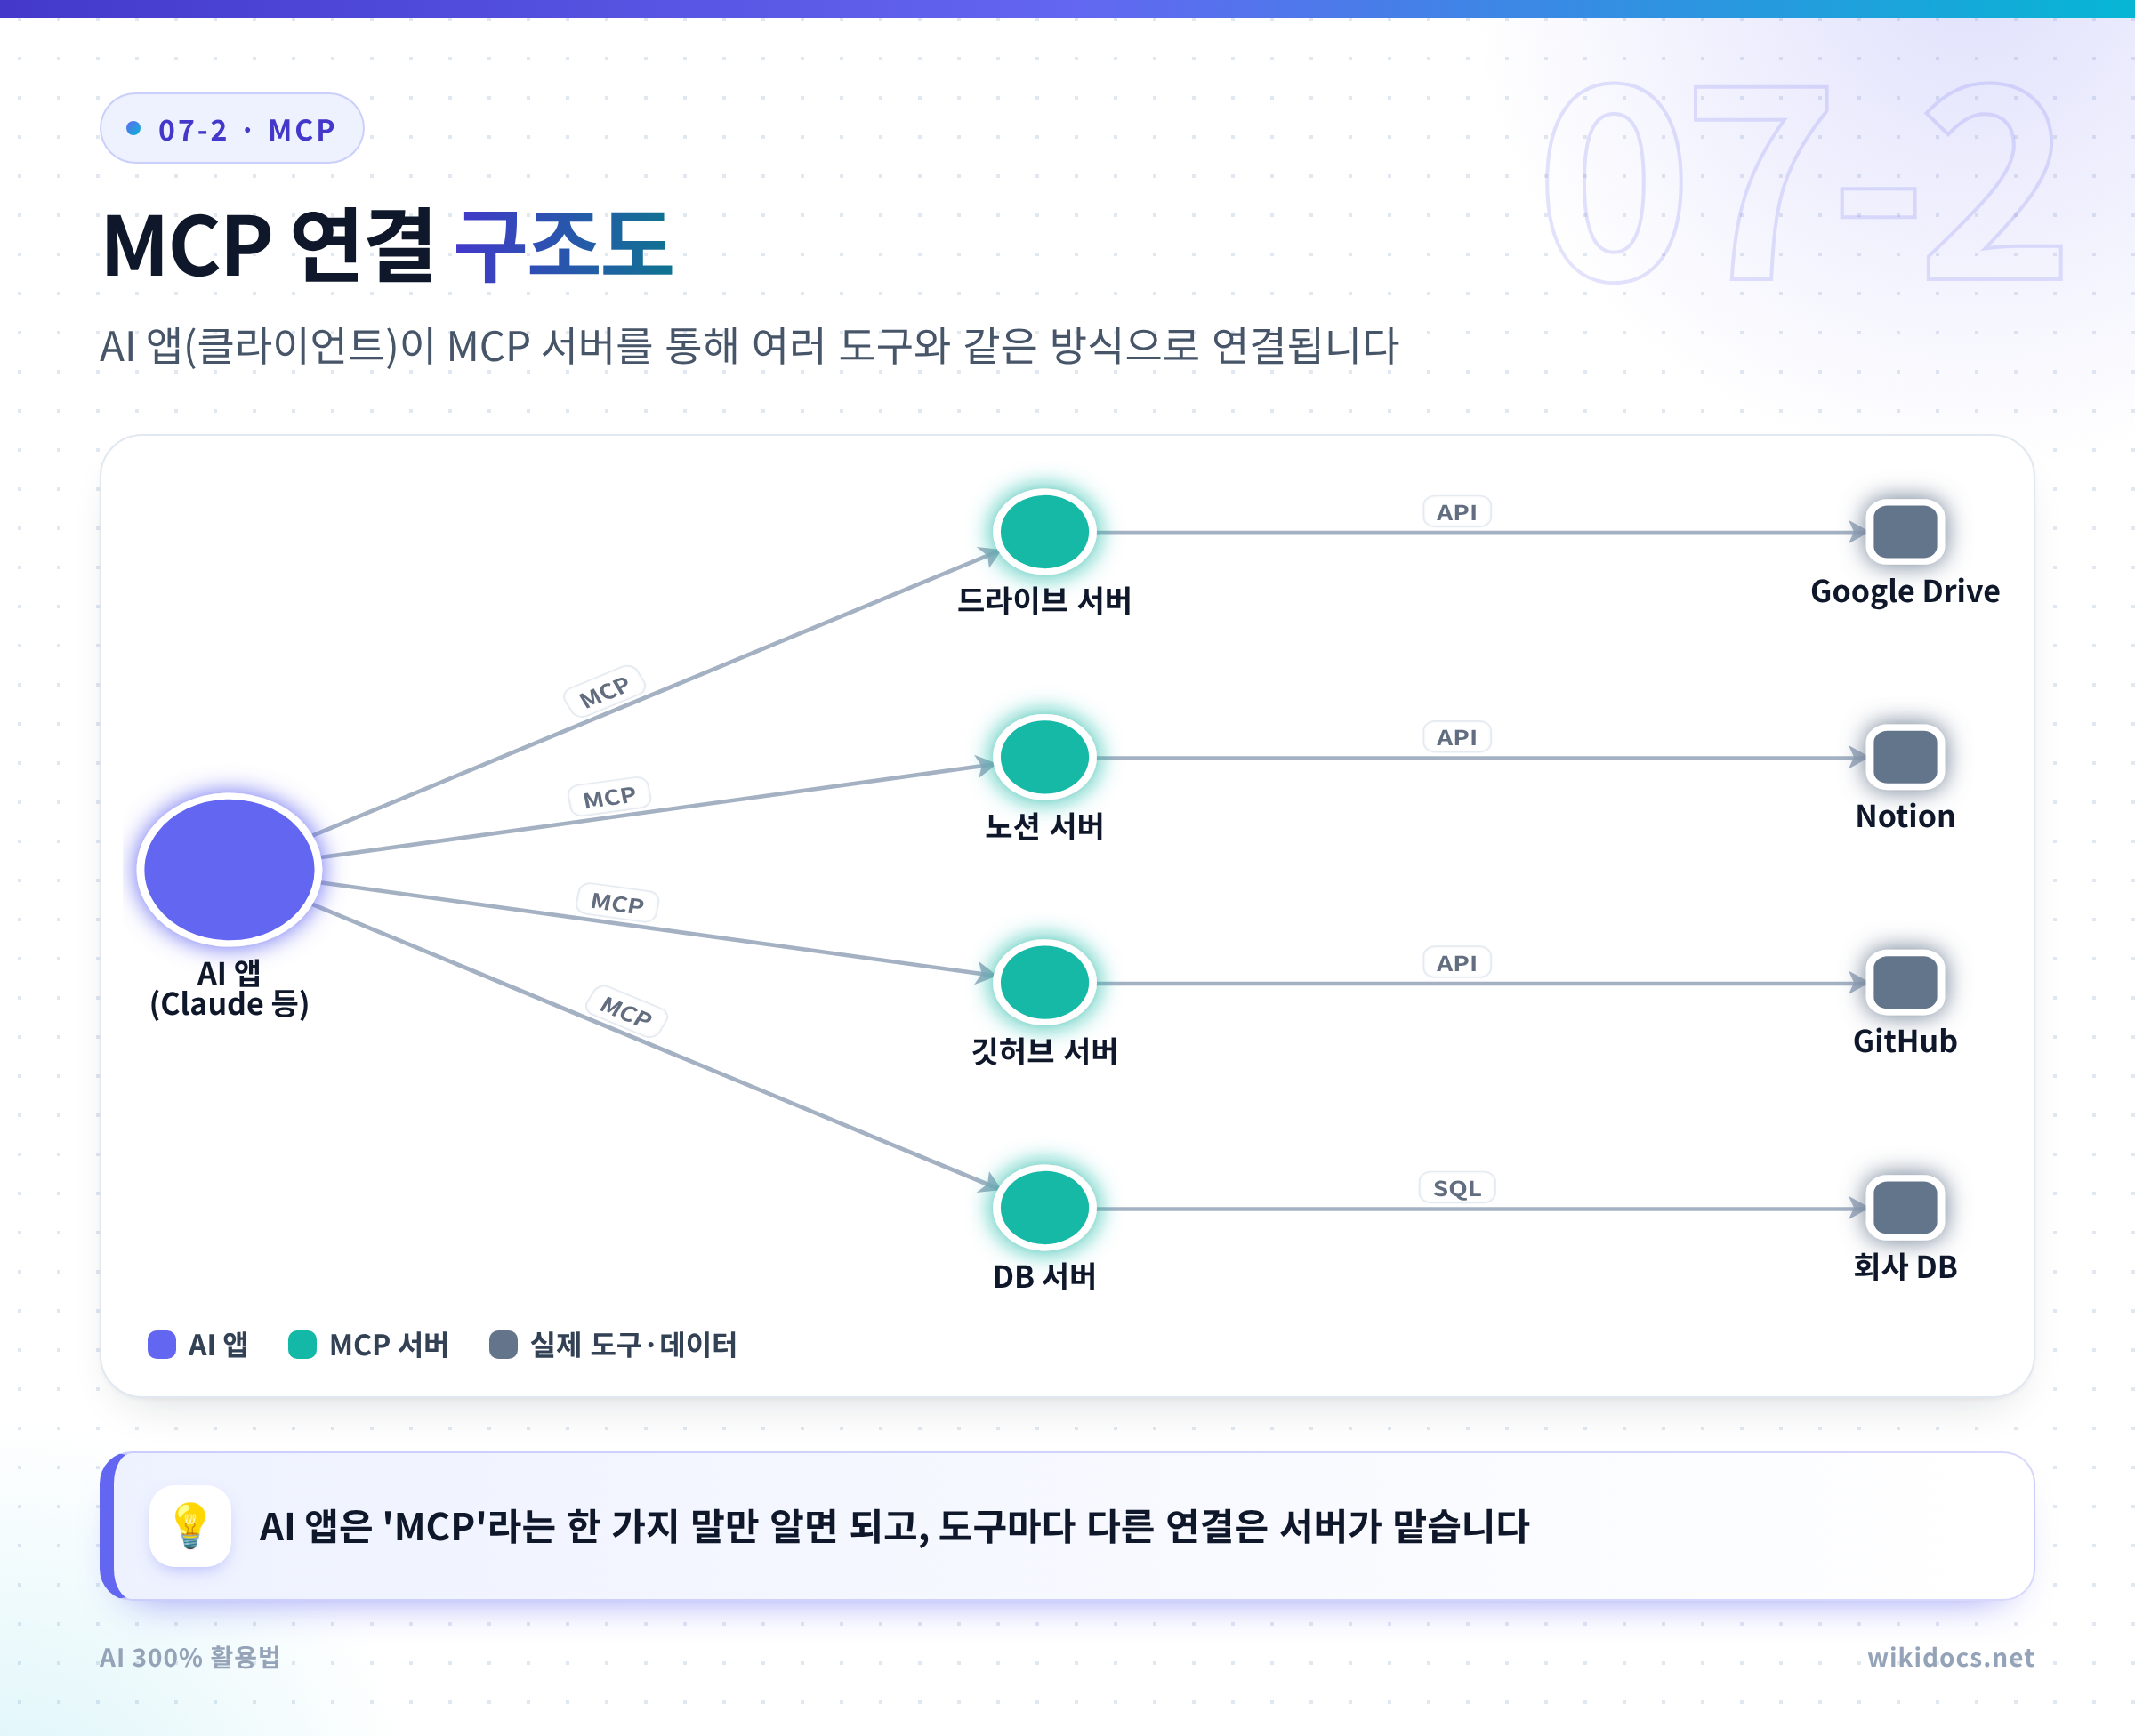 07-2 · MCP
07-2
MCP 연결 구조도
AI 앱(클라이언트)이 MCP 서버를 통해 여러 도구와 같은 방식으로 연결됩니다
API
드라이브 서버
Google Drive
MCP
API
노션 서버
Notion
MCP
AI 앱
(Claude 등)
MCP
API
깃허브 서버
GitHub
MCP
SQL
DB 서버
회사 DB
AI 앱
MCP 서버
실제 도구·데이터
💡 AI 앱은 'MCP'라는 한 가지 말만 알면 되고, 도구마다 다른 연결은 서버가 맡습니다
AI 300% 활용법
wikidocs.net